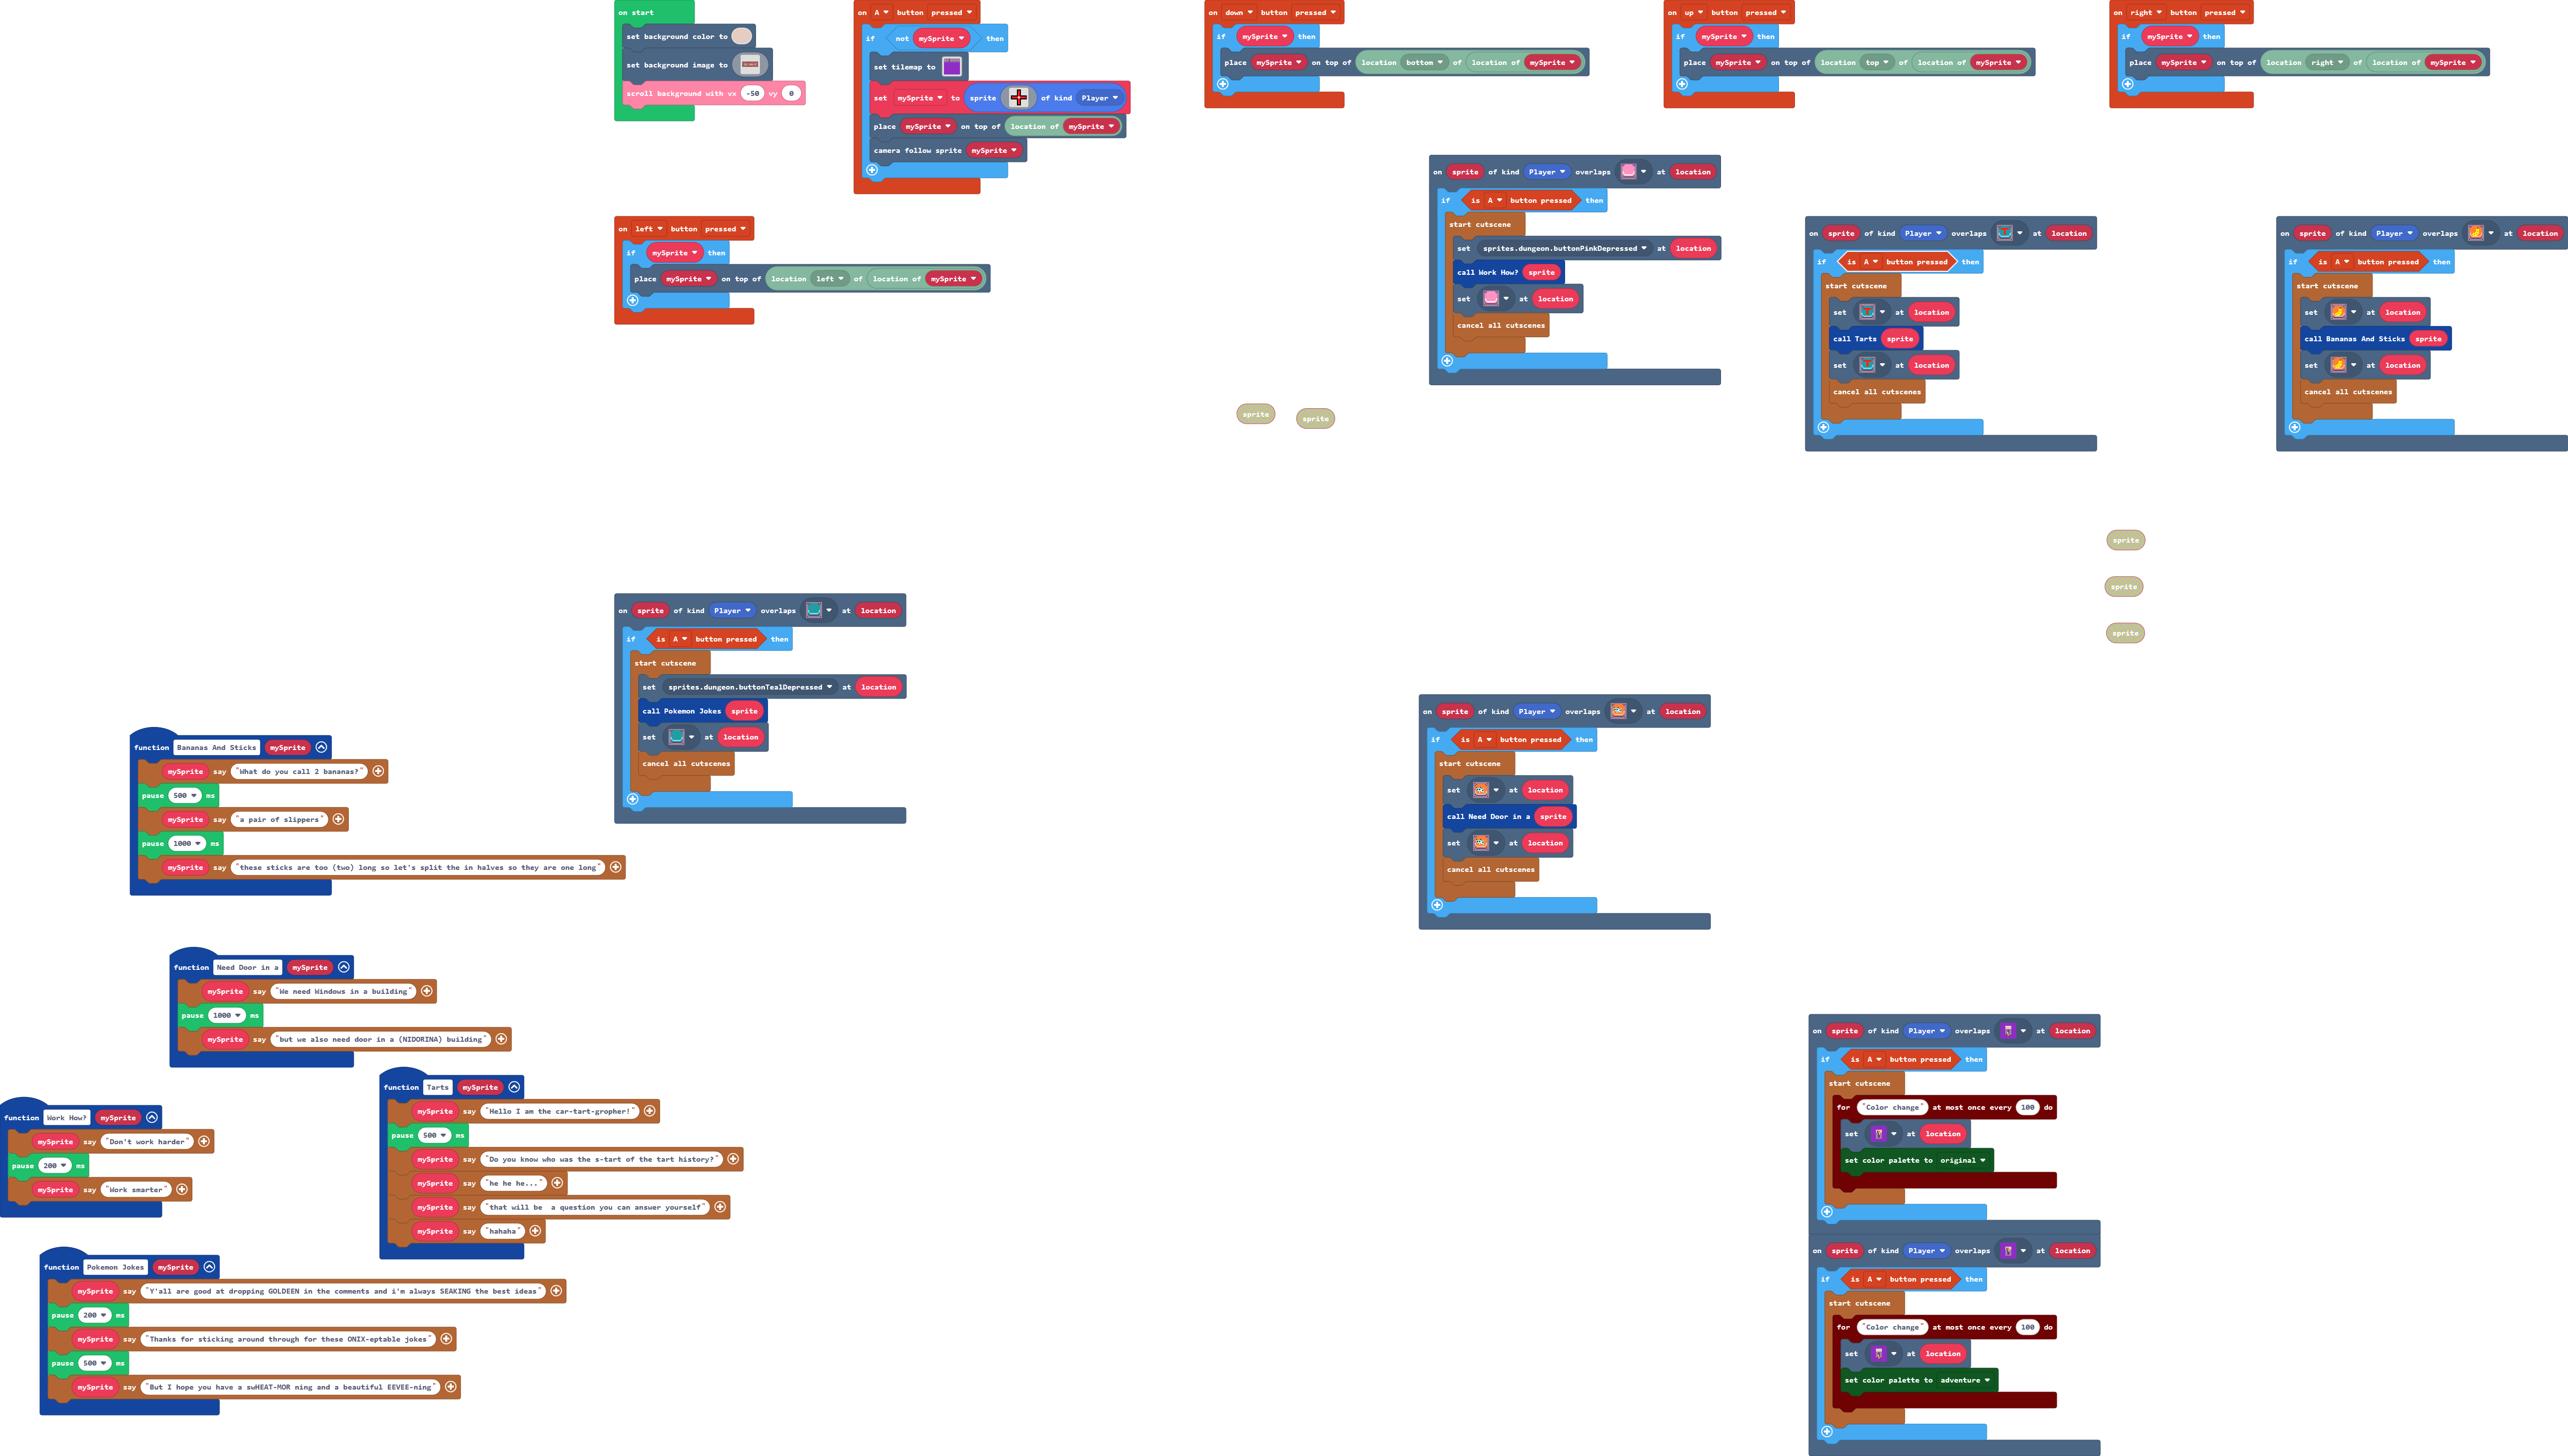 on start
set background color to
set background image to
scroll background with vx -50 vy 0
on A button pressed
if not mySprite then
set tilemap to
set mySprite to sprite of kind Player
place mySprite on top of location of mySprite
camera follow sprite mySprite
on down button pressed
if mySprite then
place mySprite on top of location bottom of location of mySprite
on up button pressed
if mySprite then
place mySprite on top of location top of location of mySprite
on right button pressed
if mySprite then
place mySprite on top of location right of location of mySprite
on left button pressed
if mySprite then
place mySprite on top of location left of location of mySprite
on sprite of kind Player overlaps at location
if is A button pressed then
start cutscene
set sprites.dungeon.buttonPinkDepressed at location
call Work How? sprite
set at location
cancel all cutscenes
on sprite of kind Player overlaps at location
if is A button pressed then
start cutscene
set at location
call Tarts sprite
set at location
cancel all cutscenes
on sprite of kind Player overlaps at location
if is A button pressed then
start cutscene
set at location
call Bananas And Sticks sprite
set at location
cancel all cutscenes
sprite
sprite
sprite
sprite
sprite
on sprite of kind Player overlaps at location
if is A button pressed then
start cutscene
set sprites.dungeon.buttonTealDepressed at location
call Pokemon Jokes sprite
set at location
cancel all cutscenes
on sprite of kind Player overlaps at location
if is A button pressed then
start cutscene
set at location
call Need Door in a sprite
set at location
cancel all cutscenes
function Bananas And Sticks mySprite
mySprite say "What do you call 2 bananas?"
pause 500 ms
mySprite say "a pair of slippers"
pause 1000 ms
mySprite say "these sticks are too (two) long so let's split the in halves so they are one long"
function Need Door in a mySprite
mySprite say "We need Windows in a building"
pause 1000 ms
mySprite say "but we also need door in a (NIDORINA) building"
function Work How? mySprite
mySprite say "Don't work harder"
pause 200 ms
mySprite say "Work smarter"
function Tarts mySprite
mySprite say "Hello I am the car-tart-gropher!"
pause 500 ms
mySprite say "Do you know who was the s-tart of the tart history?"
mySprite say "he he he..."
mySprite say "that will be  a question you can answer yourself"
mySprite say "hahaha"
function Pokemon Jokes mySprite
mySprite say "Y'all are good at dropping GOLDEEN in the comments and i'm always SEAKING the best ideas"
pause 200 ms
mySprite say "Thanks for sticking around through for these ONIX-eptable jokes"
pause 500 ms
mySprite say "But I hope you have a swHEAT-MOR ning and a beautiful EEVEE-ning"
on sprite of kind Player overlaps at location
if is A button pressed then
start cutscene
for "Color change" at most once every 100 do
set at location
set color palette to original
on sprite of kind Player overlaps at location
if is A button pressed then
start cutscene
for "Color change" at most once every 100 do
set at location
set color palette to adventure